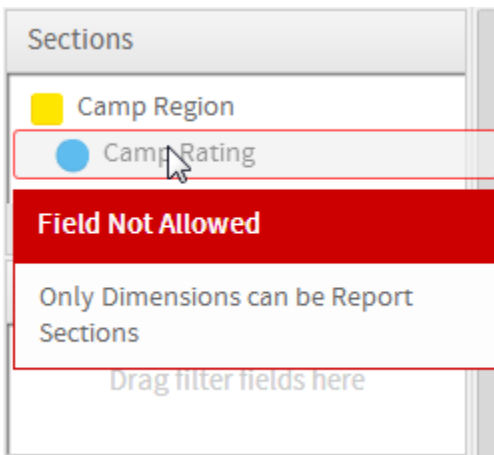 Sections
Camp Region
Camp Rating
Field Not Allowed
Only Dimensions can be Report
Sections
Drag filter fields here